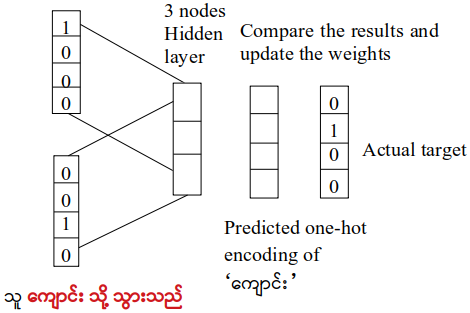 1
0
0
0
3 nodes
Hidden
layer
Compare the results and
update the weights
0
0
1
0
0
1
0
0
Actual target
Predicted one-hot
encoding of
‘ကျောင်း’
သူ ကျောင်း သို့ သွားသည်